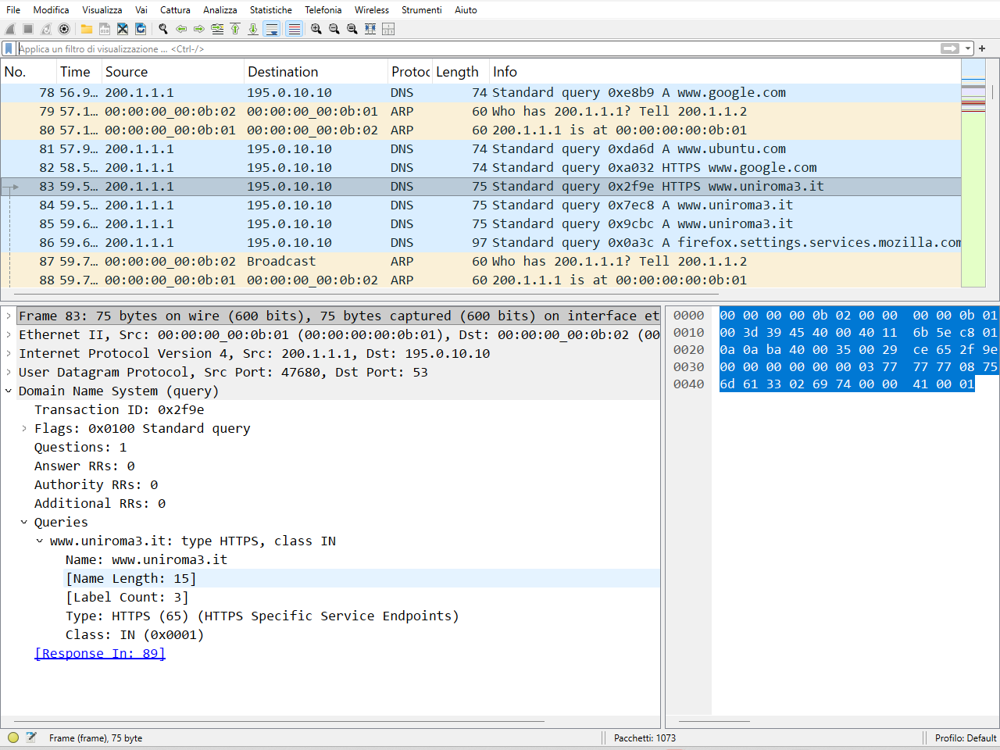 File Modifica Visualizza Vai Cattura Analizza Statistiche Telefonia Wireless Strumenti Aiuto
Applica un filtro di visualizzazione ... <Ctrl-/>
No. Time Source Destination Protoc Length Info
78 56.9… 200.1.1.1 195.0.10.10 DNS 74 Standard query 0xe8b9 A www.google.com
79 57.1… 00:00:00_00:0b:02 00:00:00_00:0b:01 ARP 60 Who has 200.1.1.1? Tell 200.1.1.2
80 57.1… 00:00:00_00:0b:01 00:00:00_00:0b:02 ARP 60 200.1.1.1 is at 00:00:00:00:0b:01
81 57.9… 200.1.1.1 195.0.10.10 DNS 74 Standard query 0xda6d A www.ubuntu.com
82 58.5… 200.1.1.1 195.0.10.10 DNS 74 Standard query 0xa032 HTTPS www.google.com
83 59.5… 200.1.1.1 195.0.10.10 DNS 75 Standard query 0x2f9e HTTPS www.uniroma3.it
84 59.5… 200.1.1.1 195.0.10.10 DNS 75 Standard query 0x7ec8 A www.uniroma3.it
85 59.6… 200.1.1.1 195.0.10.10 DNS 75 Standard query 0x9cbc A www.uniroma3.it
86 59.6… 200.1.1.1 195.0.10.10 DNS 97 Standard query 0x0a3c A firefox.settings.services.mozilla.com
87 59.7… 00:00:00_00:0b:02 Broadcast ARP 60 Who has 200.1.1.1? Tell 200.1.1.2
88 59.7… 00:00:00_00:0b:01 00:00:00_00:0b:02 ARP 60 200.1.1.1 is at 00:00:00:00:0b:01
Frame 83: 75 bytes on wire (600 bits), 75 bytes captured (600 bits) on interface et
Ethernet II, Src: 00:00:00_00:0b:01 (00:00:00:00:0b:01), Dst: 00:00:00_00:0b:02 (00
Internet Protocol Version 4, Src: 200.1.1.1, Dst: 195.0.10.10
User Datagram Protocol, Src Port: 47680, Dst Port: 53
Domain Name System (query)
Transaction ID: 0x2f9e
Flags: 0x0100 Standard query
Questions: 1
Answer RRs: 0
Authority RRs: 0
Additional RRs: 0
Queries
www.uniroma3.it: type HTTPS, class IN
Name: www.uniroma3.it
[Name Length: 15]
[Label Count: 3]
Type: HTTPS (65) (HTTPS Specific Service Endpoints)
Class: IN (0x0001)
[Response In: 89]
0000 00 00 00 00 0b 02 00 00 00 00 0b 01
0010 00 3d 39 45 40 00 40 11 6b 5e c8 01
0020 0a 0a ba 40 00 35 00 29 ce 65 2f 9e
0030 00 00 00 00 00 00 03 77 77 77 08 75
0040 6d 61 33 02 69 74 00 00 41 00 01
Frame (frame), 75 byte Pacchetti: 1073 Profilo: Default